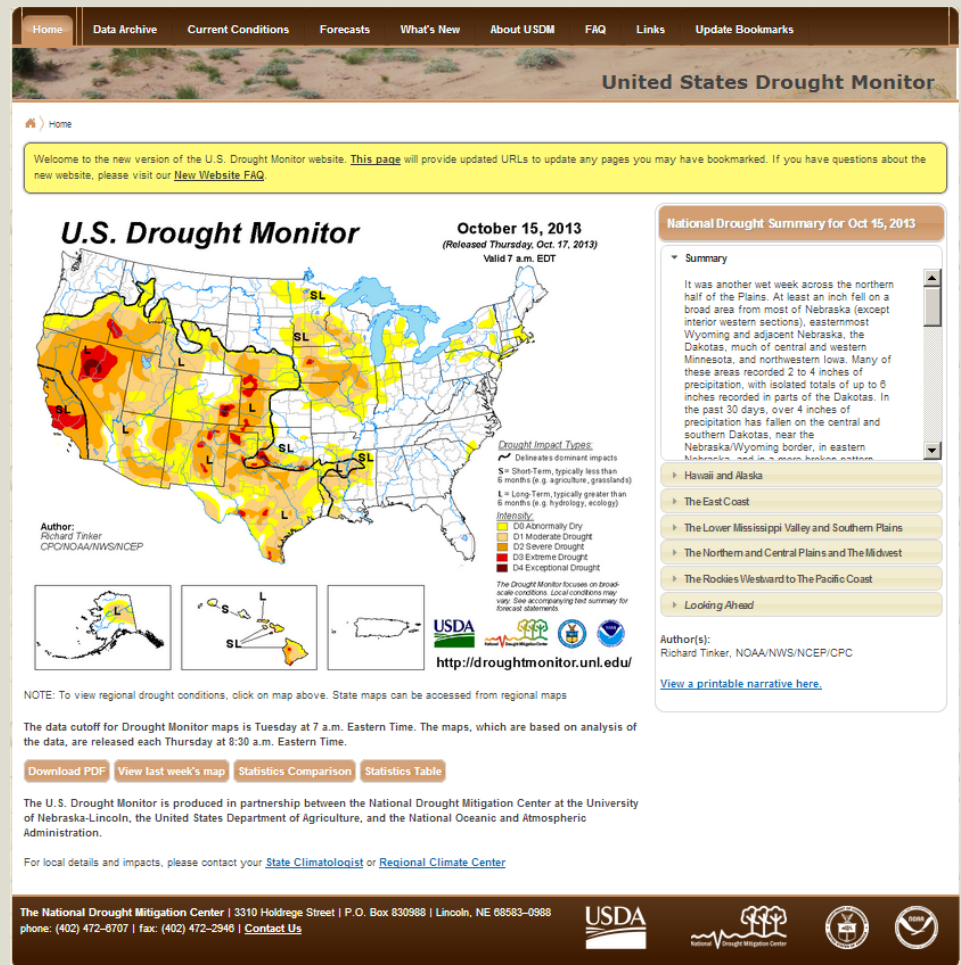 Home
Data Archive
Current Conditions
Forecasts
What's New
About USDM
FAQ
Links
Update Bookmarks
United States Drought Monitor
Home
Welcome to the new version of the U.S. Drought Monitor website. This page will provide updated URLs to update any pages you may have bookmarked. If you have questions about the
new website, please visit our New Website FAQ.
U.S. Drought Monitor
October 15, 2013
(Released Thursday, Oct. 17, 2013)
Valid 7 a.m. EDT
SL
SL
L
L
L
SL
L
L
SL
SL
L
Drought Impact Types:
Delineates dominant impacts
S = Short-Term, typically less than
6 months (e.g. agriculture, grasslands)
L = Long-Term, typically greater than
6 months (e.g. hydrology, ecology)
Intensity:
D0 Abnormally Dry
D1 Moderate Drought
D2 Severe Drought
D3 Extreme Drought
D4 Exceptional Drought
Author:
Richard Tinker
CPC/NOAA/NWS/NCEP
The Drought Monitor focuses on broad-
scale conditions. Local conditions may
vary. See accompanying text summary for
forecast statements.
L
L
S
SL
USDA
National Drought Mitigation Center
http://droughtmonitor.unl.edu/
NOTE: To view regional drought conditions, click on map above. State maps can be accessed from regional maps
The data cutoff for Drought Monitor maps is Tuesday at 7 a.m. Eastern Time. The maps, which are based on analysis of
the data, are released each Thursday at 8:30 a.m. Eastern Time.
Download PDF
View last week's map
Statistics Comparison
Statistics Table
The U.S. Drought Monitor is produced in partnership between the National Drought Mitigation Center at the University
of Nebraska-Lincoln, the United States Department of Agriculture, and the National Oceanic and Atmospheric
Administration.
For local details and impacts, please contact your State Climatologist or Regional Climate Center
National Drought Summary for Oct 15, 2013
Summary
It was another wet week across the northern
half of the Plains. At least an inch fell on a
broad area from most of Nebraska (except
interior western sections), easternmost
Wyoming and adjacent Nebraska, the
Dakotas, much of central and western
Minnesota, and northwestern Iowa. Many of
these areas recorded 2 to 4 inches of
precipitation, with isolated totals of up to 6
inches recorded in parts of the Dakotas. In
the past 30 days, over 4 inches of
precipitation has fallen on the central and
southern Dakotas, near the
Nebraska/Wyoming border, in eastern
Nebraska, and in a more broken pattern
Hawaii and Alaska
The East Coast
The Lower Mississippi Valley and Southern Plains
The Northern and Central Plains and The Midwest
The Rockies Westward to The Pacific Coast
Looking Ahead
Author(s):
Richard Tinker, NOAA/NWS/NCEP/CPC
View a printable narrative here.
The National Drought Mitigation Center | 3310 Holdrege Street | P.O. Box 830988 | Lincoln, NE 68583–0988
phone: (402) 472–6707 | fax: (402) 472–2946 | Contact Us
USDA
National Drought Mitigation Center
NOAA